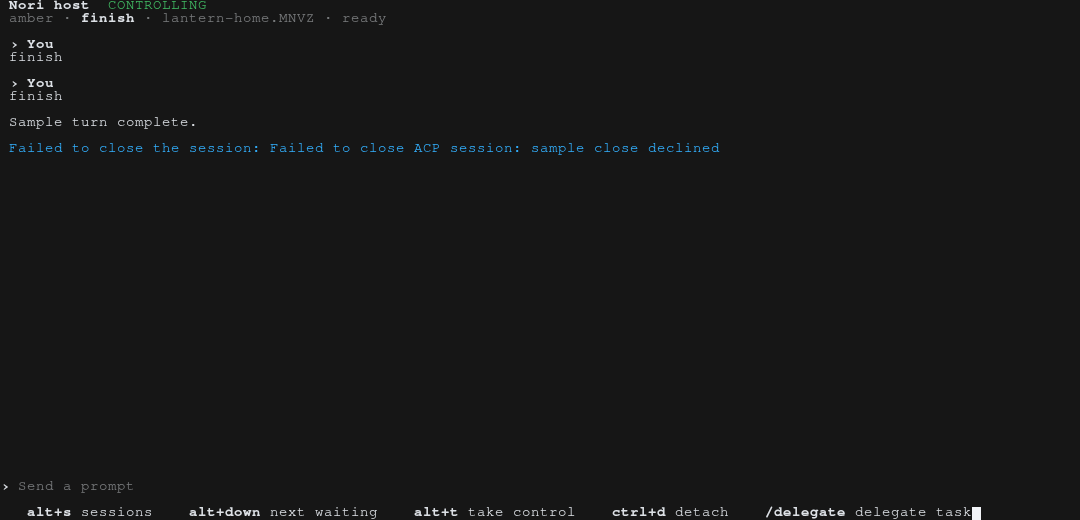 Nori host  CONTROLLING
amber · finish · lantern-home.MNVZ · ready
› You
finish
› You
finish
Sample turn complete.
Failed to close the session: Failed to close ACP session: sample close declined
› Send a prompt
alt+s sessions    alt+down next waiting    alt+t take control    ctrl+d detach    /delegate delegate task